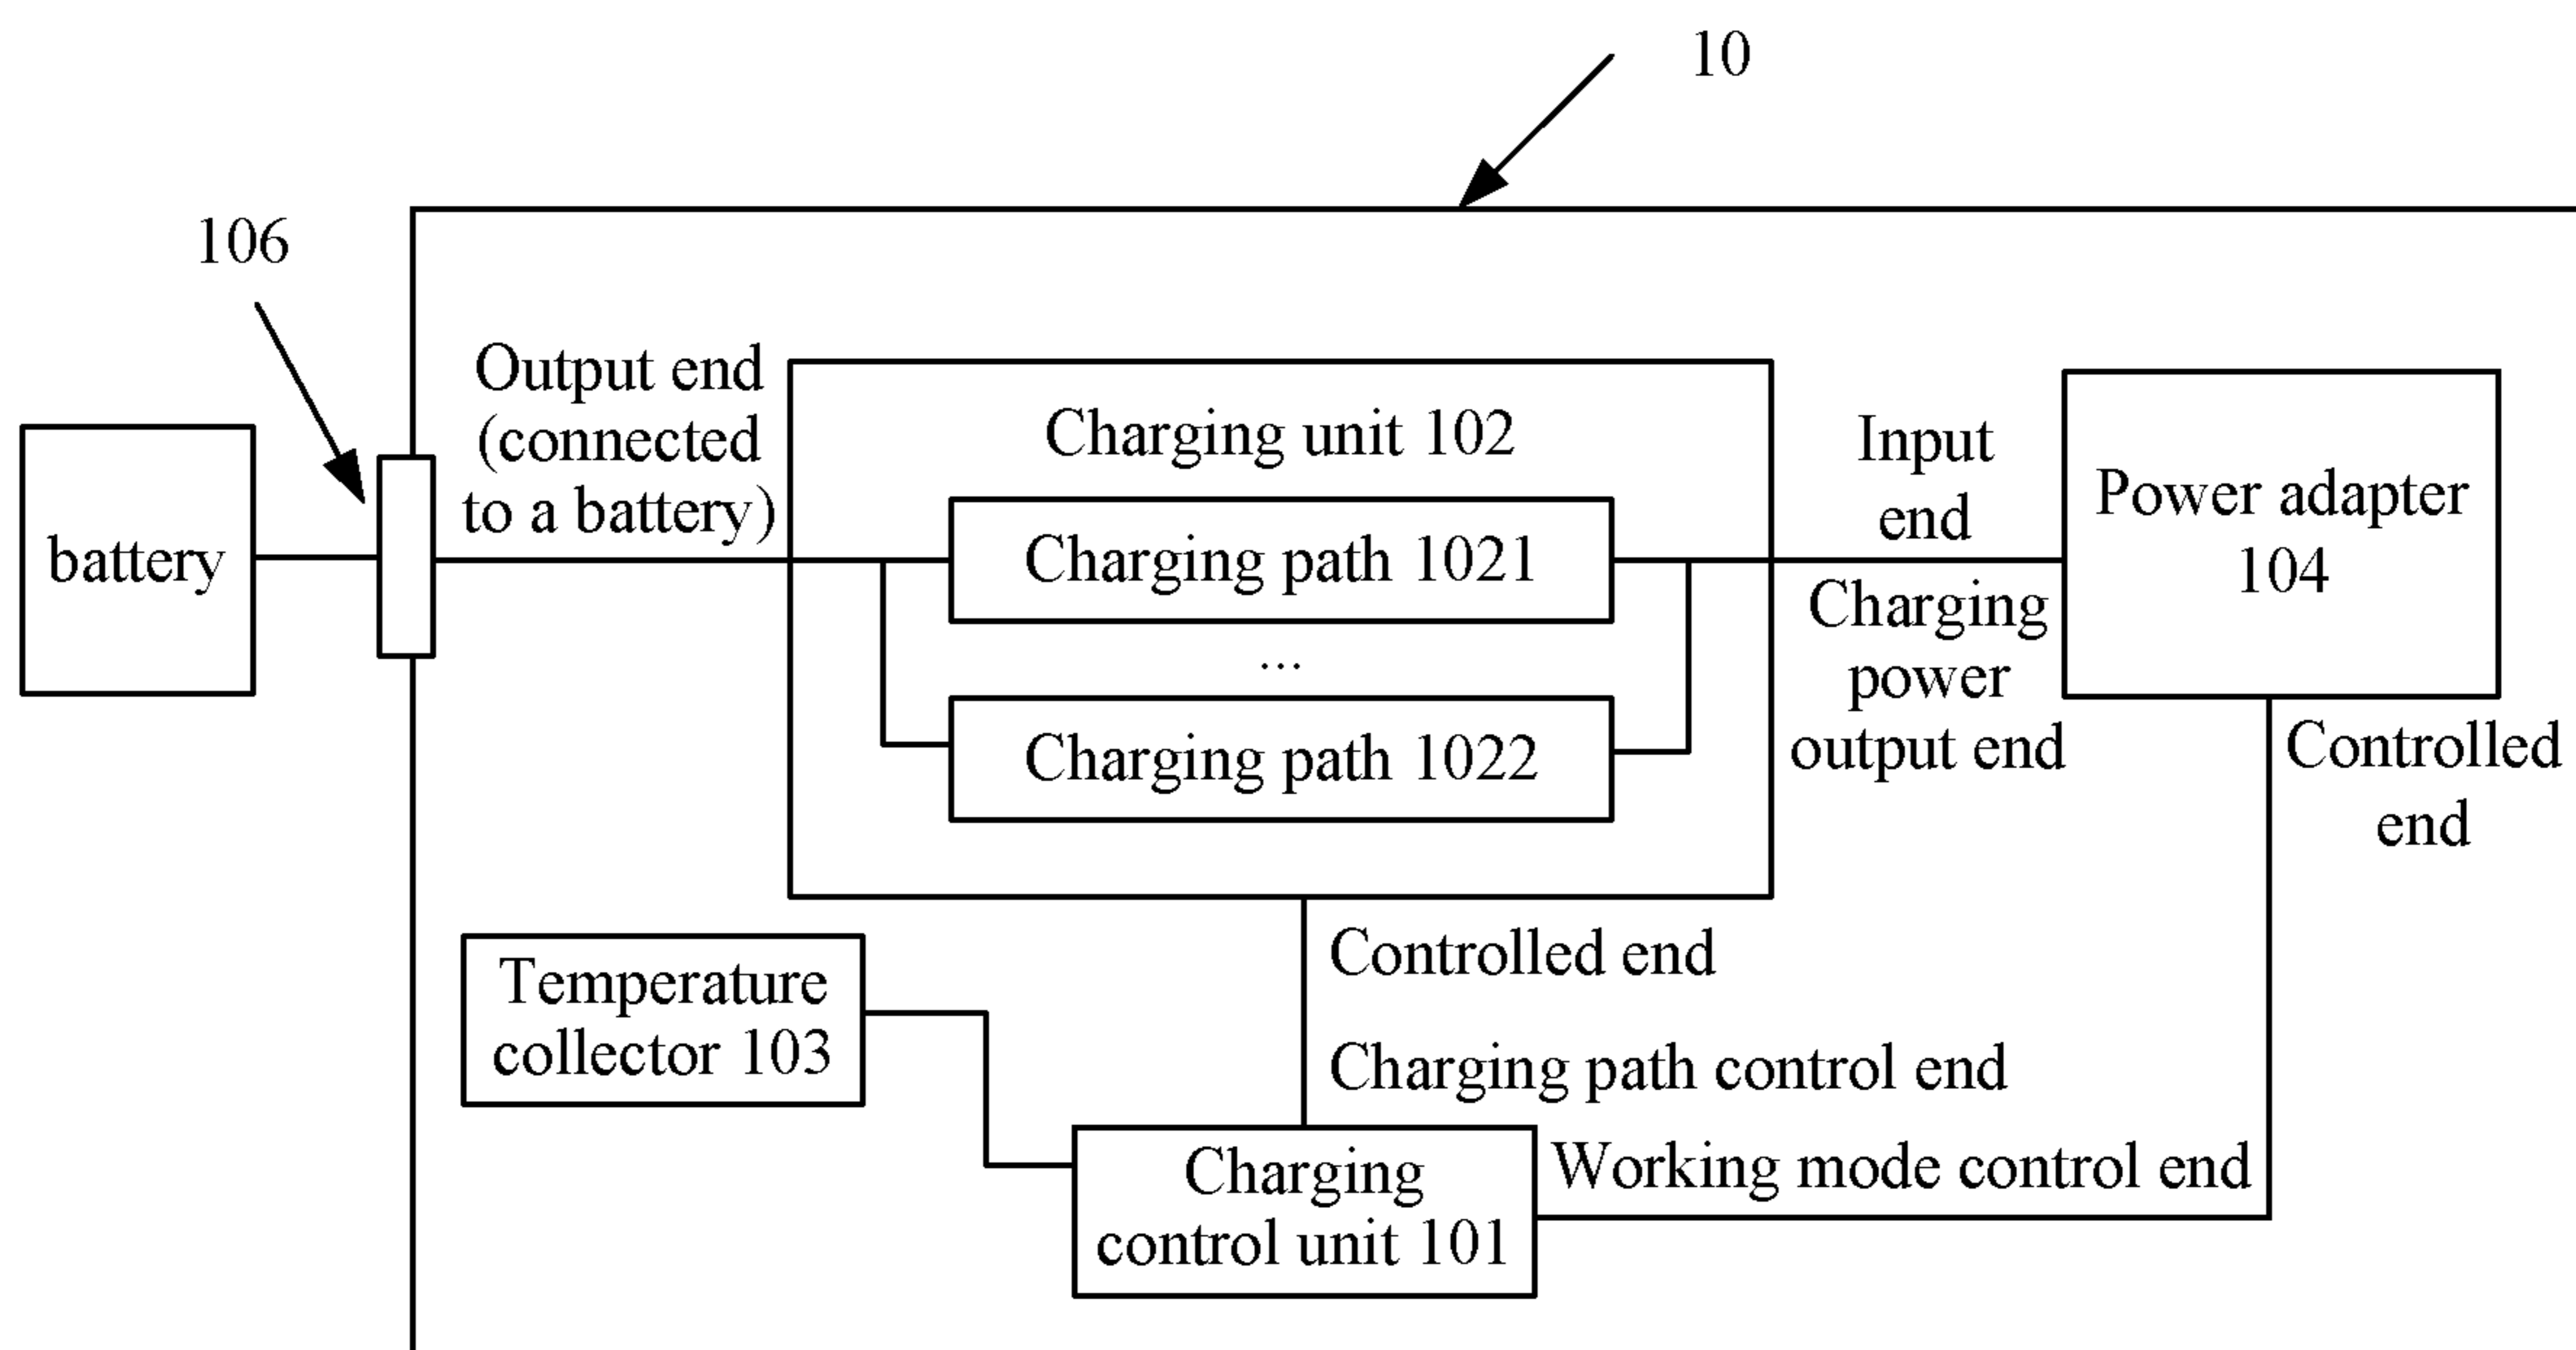 10
106
Output end
(connected
to a battery)
battery
Charging unit 102
Charging path 1021
...
Charging path 1022
Input
end
Charging
power
output end
Power adapter
104
Controlled
end
Temperature
collector 103
Controlled end
Charging path control end
Charging
control unit 101
Working mode control end